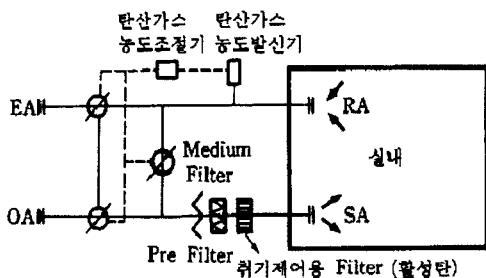 탄산가스 탄산가스
농도조절기 농도발신기
EA RA
Medium 실내
Filter
OA SA
Pre Filter
취기제어용 Filter (활성탄)